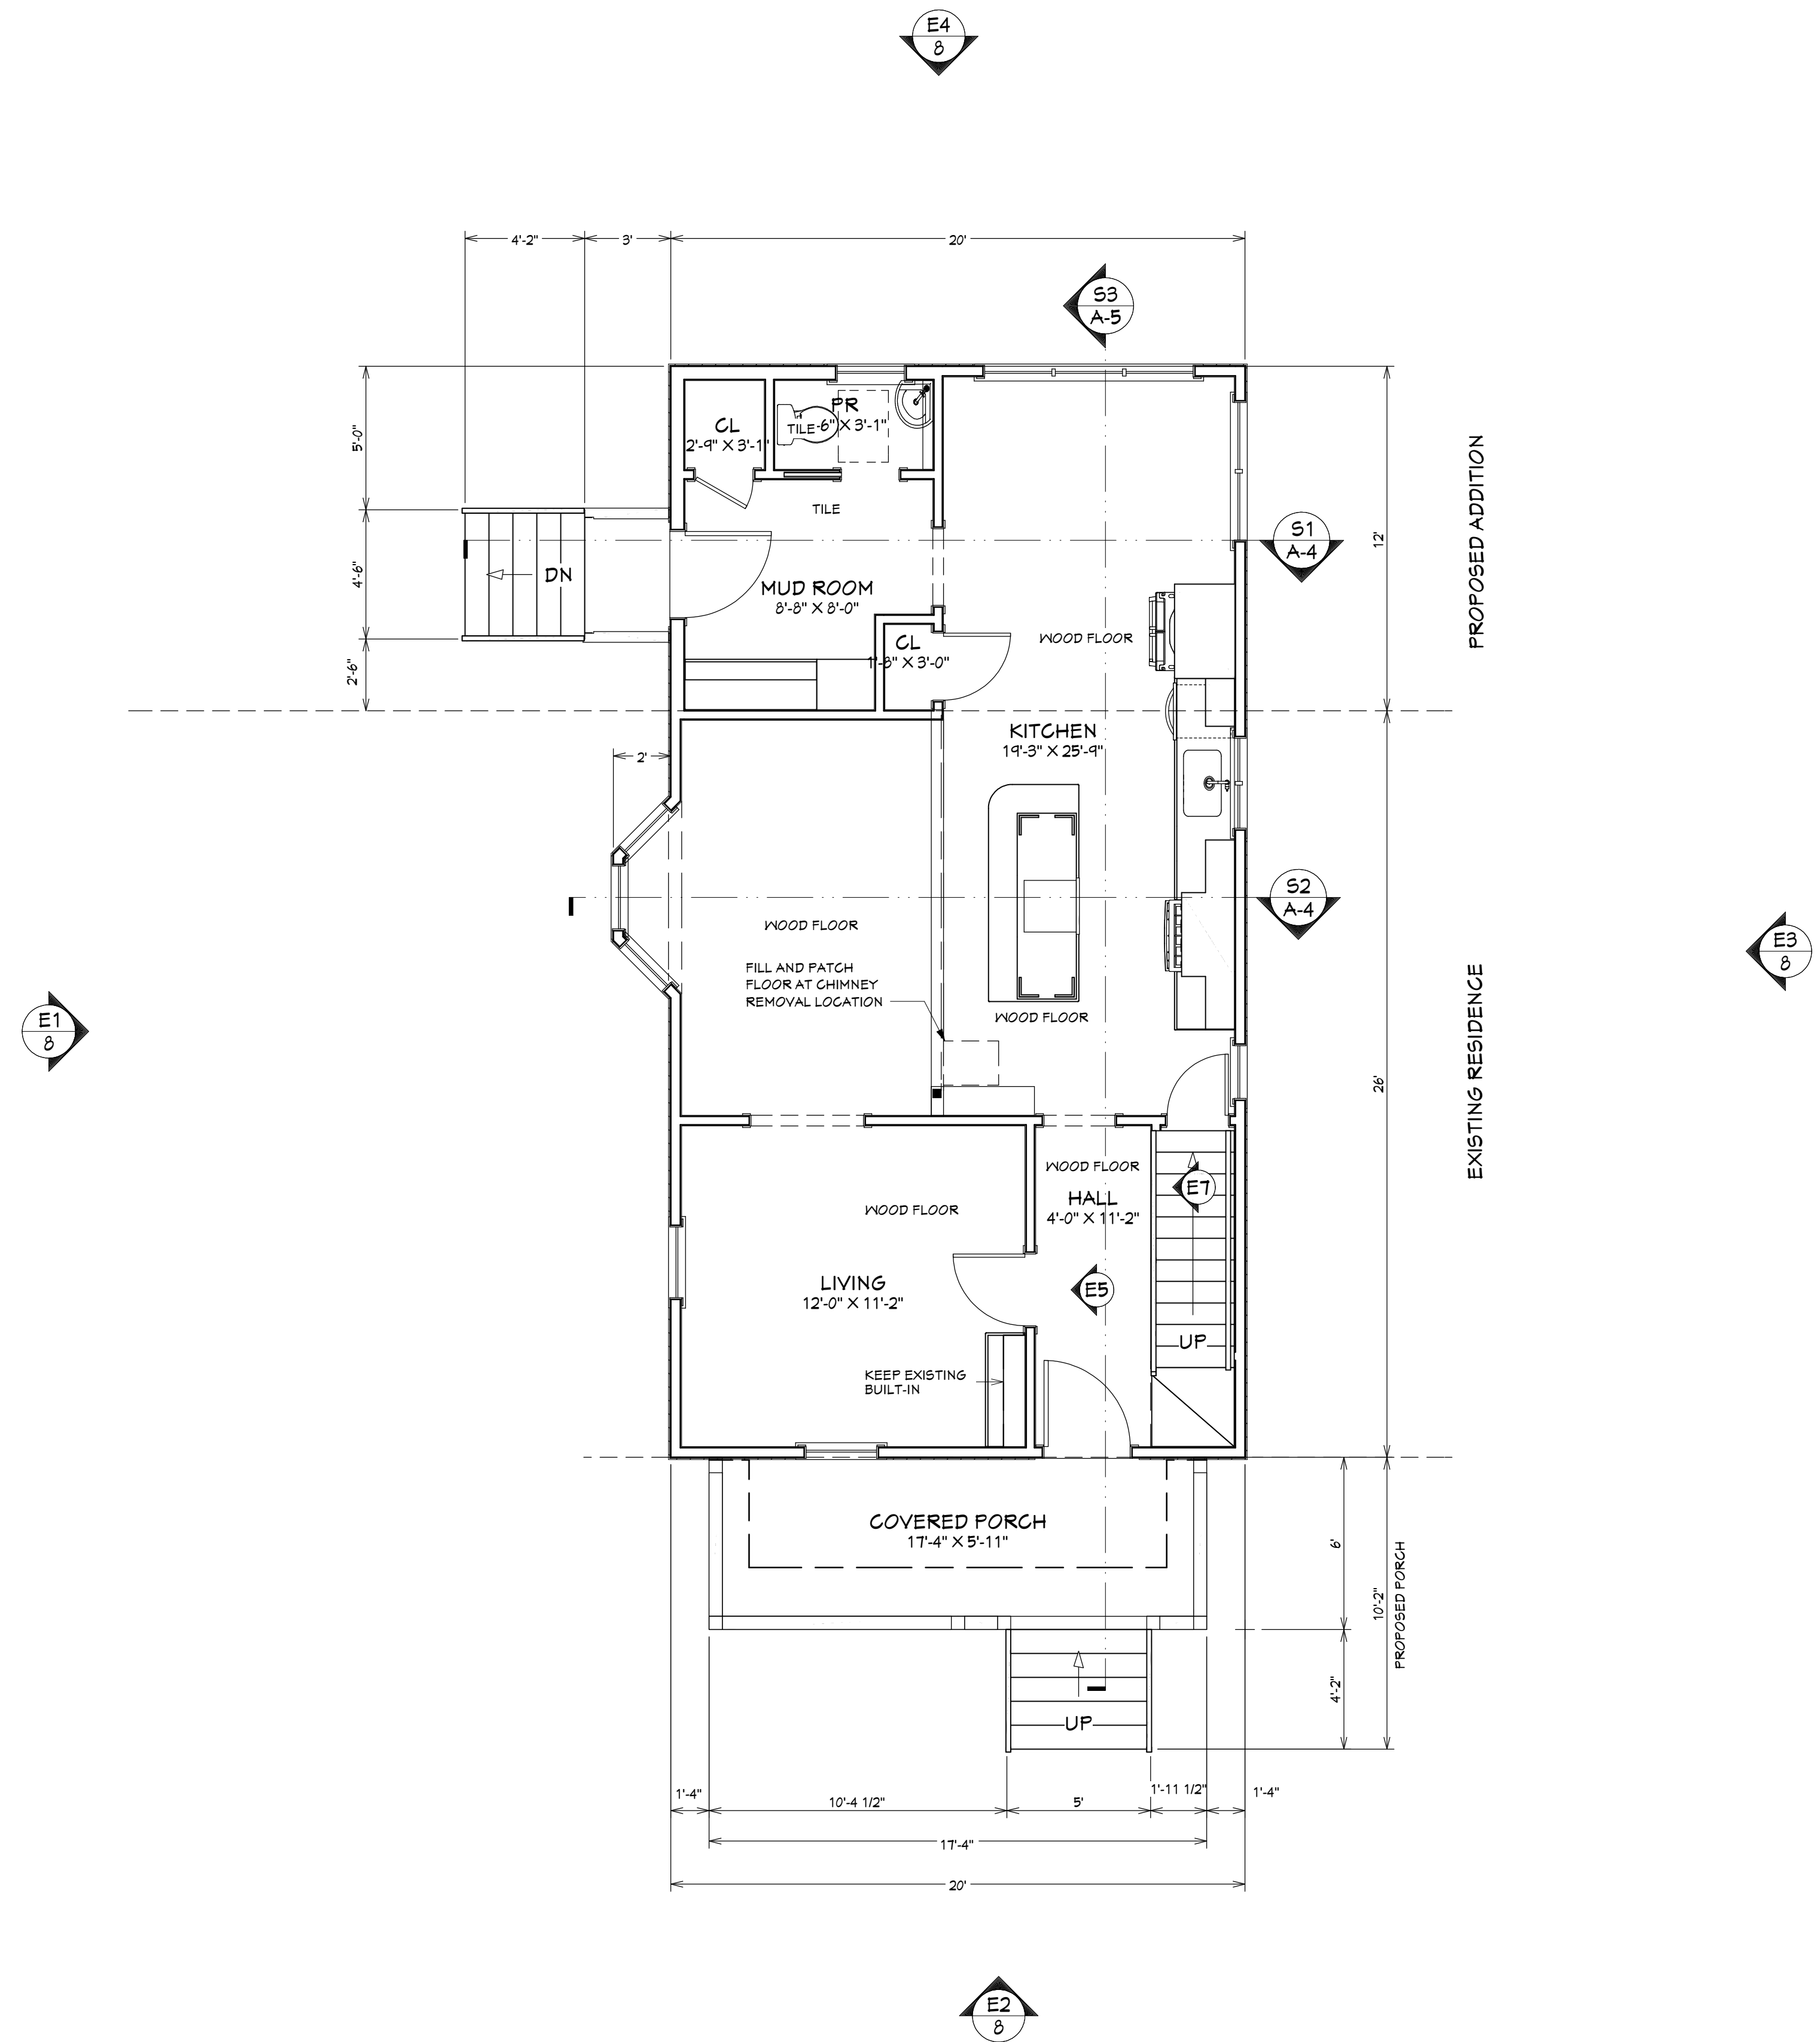 E4
8
4'-2"
3'
20'
S3
A-5
PR
TILE
-6" X 3'-1"
CL
2'-9" X 3'-1"
5'-0"
TILE
PROPOSED ADDITION
S1
A-4
12'
4'-6"
DN
MUD ROOM
8'-8" X 8'-0"
WOOD FLOOR
CL
1'-8" X 3'-0"
2'-6"
KITCHEN
19'-3" X 25'-9"
2'
S2
A-4
WOOD FLOOR
E3
8
FILL AND PATCH
FLOOR AT CHIMNEY
REMOVAL LOCATION
WOOD FLOOR
E1
8
EXISTING RESIDENCE
26'
WOOD FLOOR
E7
HALL
4'-0" X 11'-2"
WOOD FLOOR
LIVING
12'-0" X 11'-2"
E5
UP
KEEP EXISTING
BUILT-IN
COVERED PORCH
17'-4" X 5'-11"
6'
10'-2"
PROPOSED PORCH
4'-2"
UP
1'-4"
10'-4 1/2"
5'
1'-11 1/2"
1'-4"
17'-4"
20'
E2
8